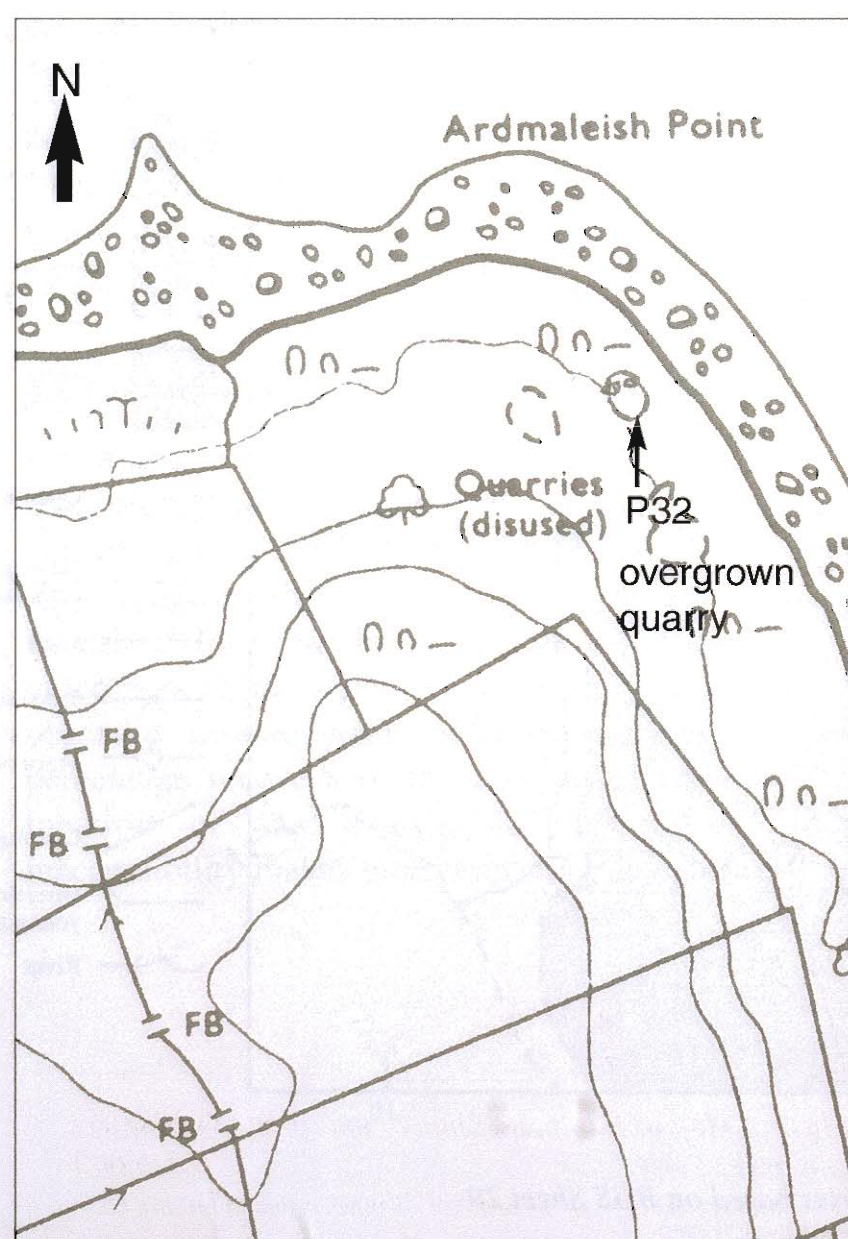 N
Ardmaleish Point
Quarries
(disused)
P32
overgrown
quarry
FB
FB
FB
FB